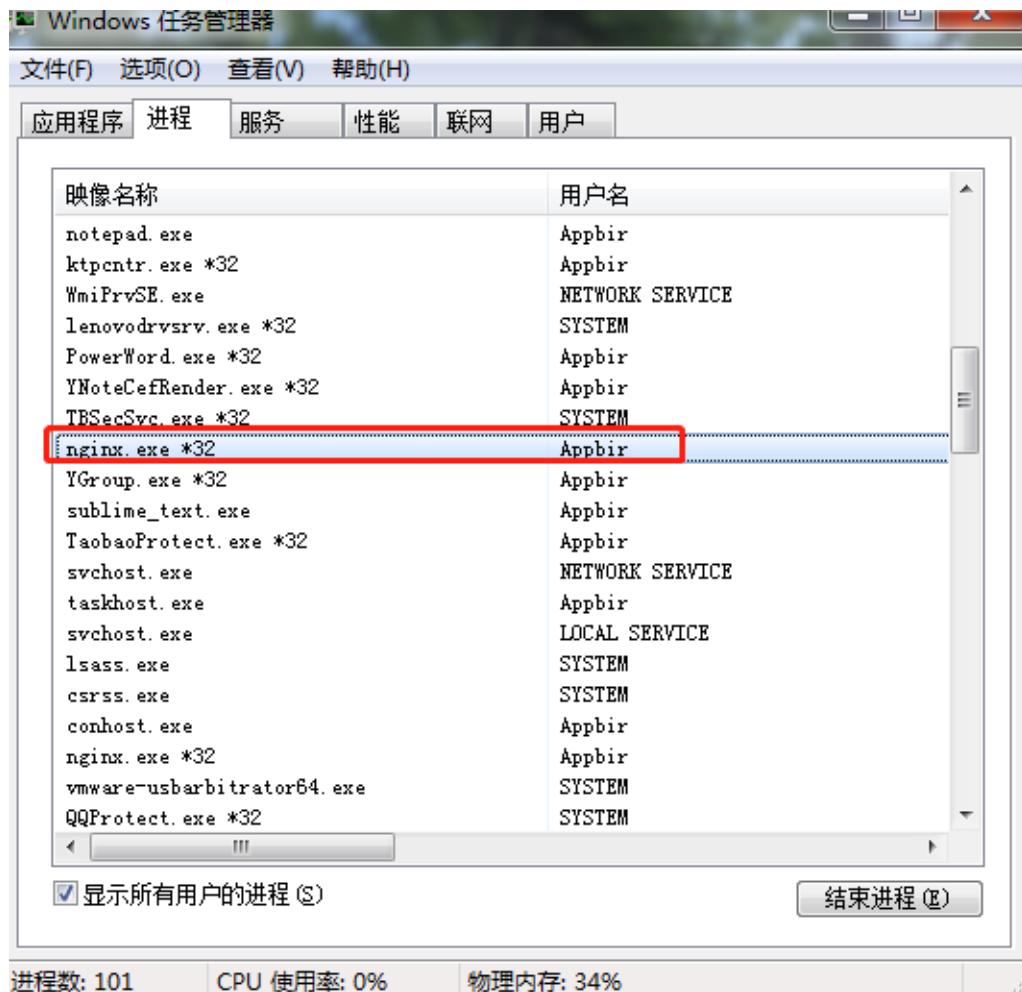 Windows 任务管理器
文件(F) 选项(O) 查看(V) 帮助(H)
应用程序 进程 服务 性能 联网 用户
映像名称 用户名
notepad.exe Appbir
ktpcntr.exe *32 Appbir
WmiPrvSE.exe NETWORK SERVICE
lenovodrvsrv.exe *32 SYSTEM
PowerWord.exe *32 Appbir
YNoteCefRender.exe *32 Appbir
TBSecSvc.exe *32 SYSTEM
nginx.exe *32 Appbir
YGroup.exe *32 Appbir
sublime_text.exe Appbir
TaobaoProtect.exe *32 Appbir
svchost.exe NETWORK SERVICE
taskhost.exe Appbir
svchost.exe LOCAL SERVICE
lsass.exe SYSTEM
csrss.exe SYSTEM
conhost.exe Appbir
nginx.exe *32 Appbir
vmware-usbarbitrator64.exe SYSTEM
QQProtect.exe *32 SYSTEM
显示所有用户的进程(S) 结束进程(E)
进程数: 101 CPU 使用率: 0% 物理内存: 34%